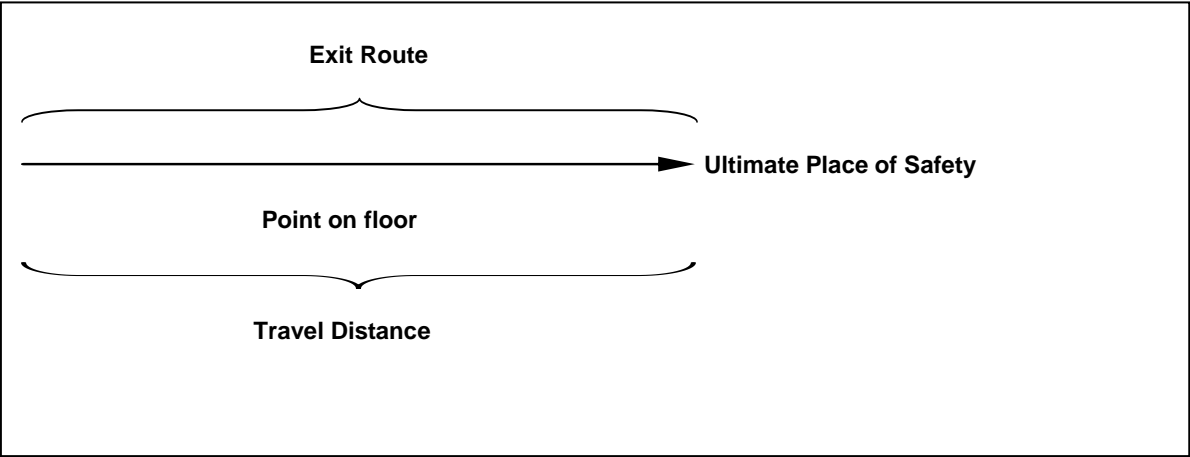 Exit Route
Ultimate Place of Safety
Point on floor
Travel Distance